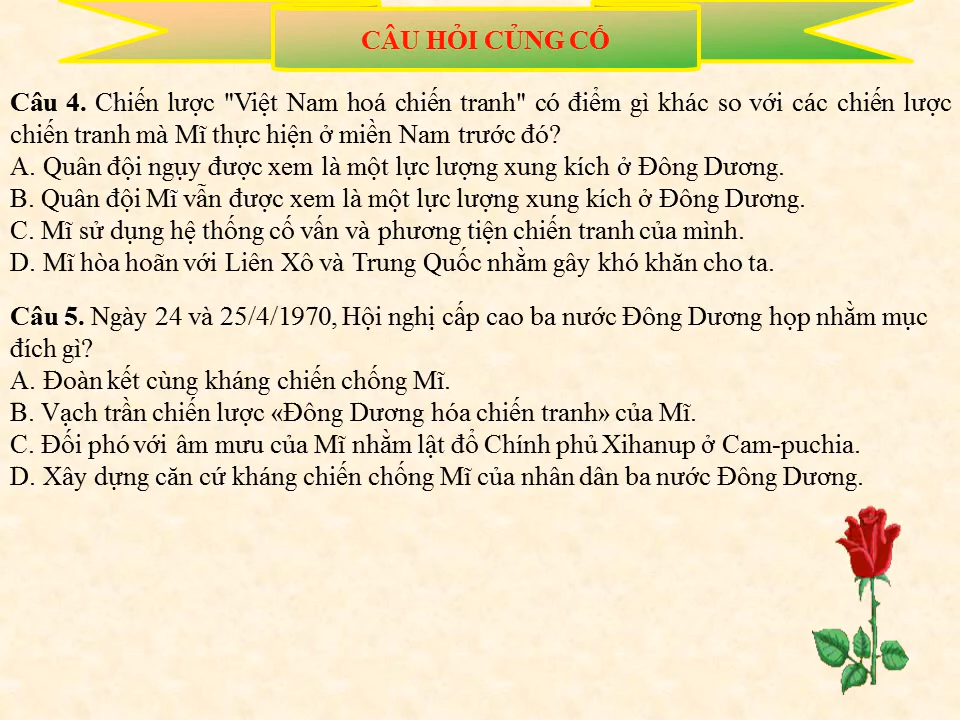 CÂU HỎI CỦNG CỐ
Câu 4. Chiến lược "Việt Nam hoá chiến tranh" có điểm gì khác so với các chiến lược
chiến tranh mà Mĩ thực hiện ở miền Nam trước đó?
A. Quân đội ngụy được xem là một lực lượng xung kích ở Đông Dương.
B. Quân đội Mĩ vẫn được xem là một lực lượng xung kích ở Đông Dương.
C. Mĩ sử dụng hệ thống cố vấn và phương tiện chiến tranh của mình.
D. Mĩ hòa hoãn với Liên Xô và Trung Quốc nhằm gây khó khăn cho ta.
Câu 5. Ngày 24 và 25/4/1970, Hội nghị cấp cao ba nước Đông Dương họp nhằm mục
đích gì?
A. Đoàn kết cùng kháng chiến chống Mĩ.
B. Vạch trần chiến lược «Đông Dương hóa chiến tranh» của Mĩ.
C. Đối phó với âm mưu của Mĩ nhằm lật đổ Chính phủ Xihanup ở Cam-puchia.
D. Xây dựng căn cứ kháng chiến chống Mĩ của nhân dân ba nước Đông Dương.